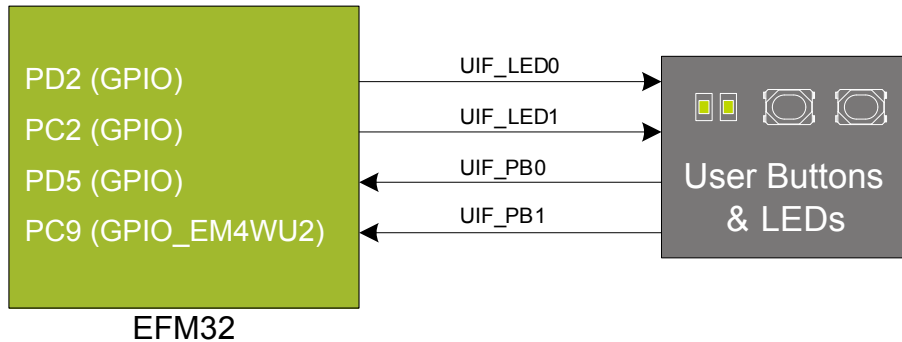 PD2 (GPIO)
PC2 (GPIO)
PD5 (GPIO)
PC9 (GPIO_EM4WU2)
EFM32
UIF_LED0
UIF_LED1
UIF_PB0
UIF_PB1
User Buttons
& LEDs